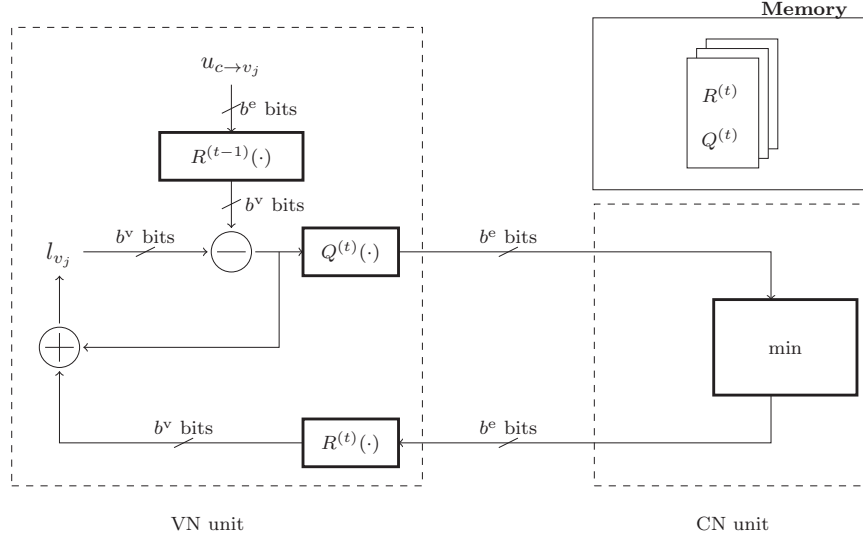 Memory
u_{c→v_j}
b^e bits
R^{(t−1)}(·)
b^v bits
R^{(t)}
Q^{(t)}
l_{v_j}
b^v bits
−
Q^{(t)}(·)
b^e bits
+
min
b^v bits
R^{(t)}(·)
b^e bits
VN unit
CN unit